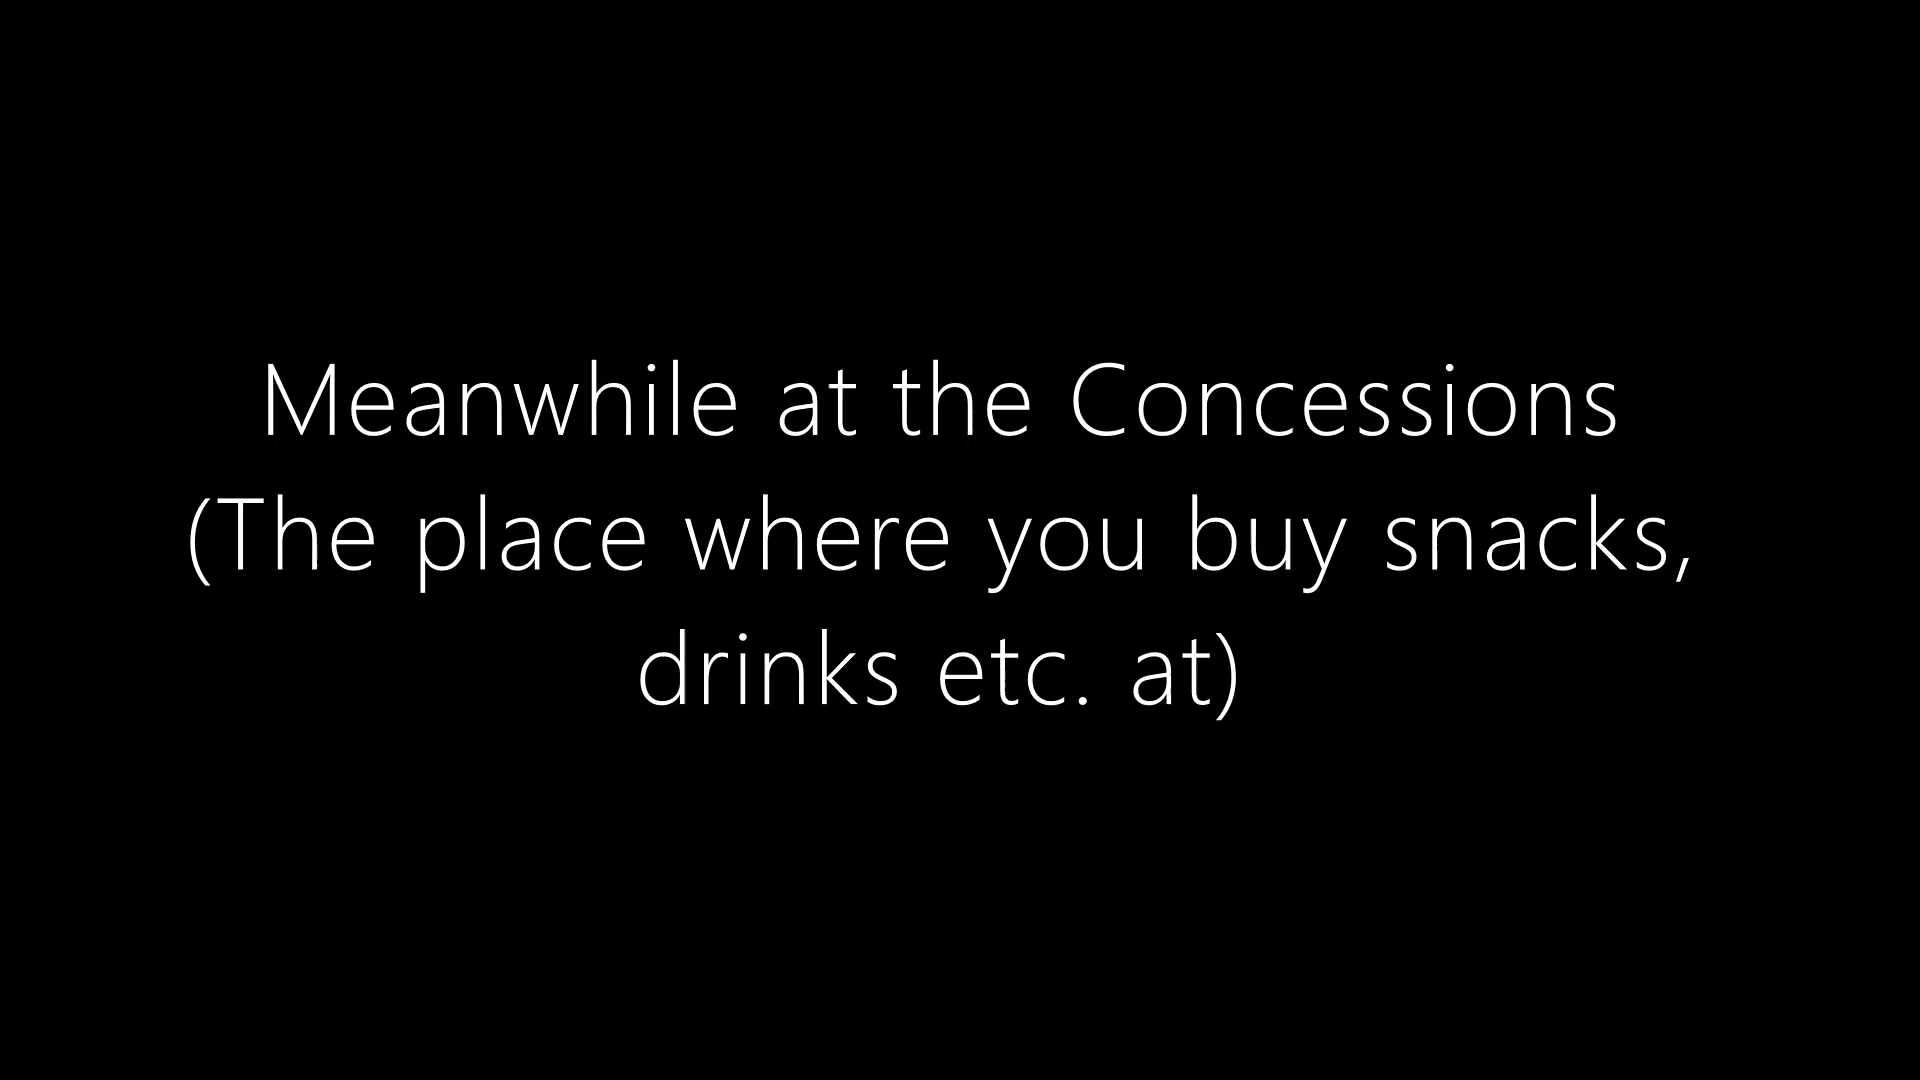 Meanwhile at the Concessions
(The place where you buy snacks,
drinks etc. at)